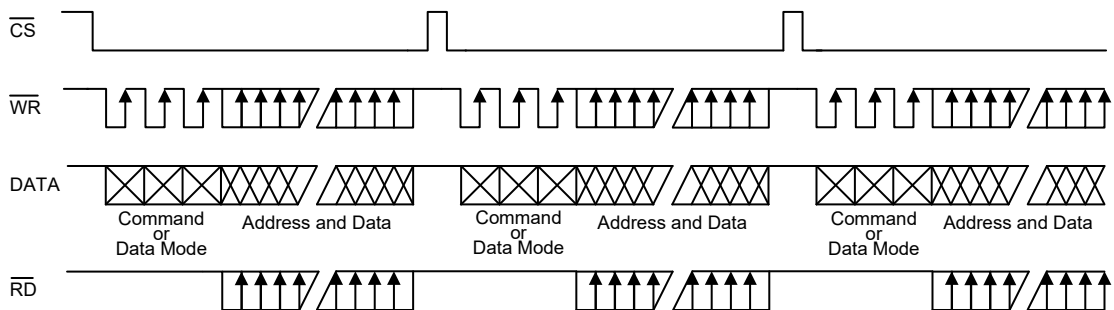 CS
WR
DATA
Command
or
Data Mode
Address and Data
Command
or
Data Mode
Address and Data
Command
or
Data Mode
Address and Data
RD